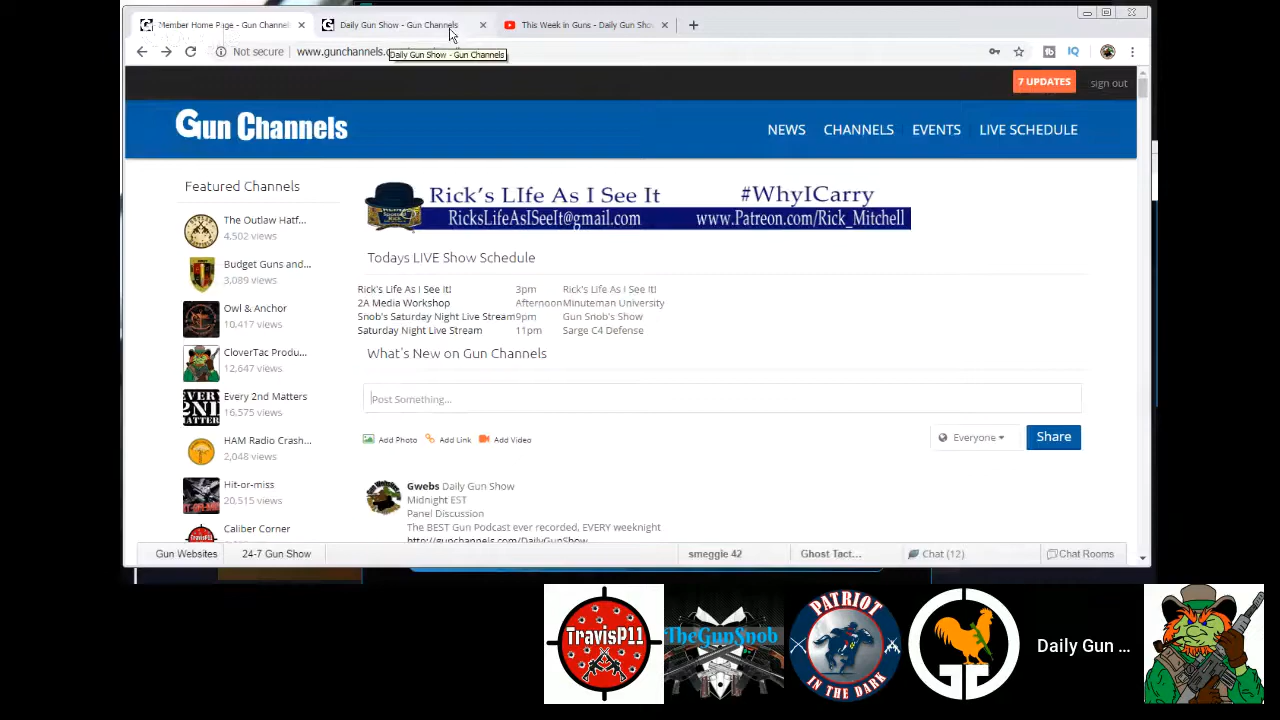 Member Home Page - Gun Channel
Daily Gun Show - Gun Channels
This Week in Guns - Daily Gun Sho
Not secure
www.gunchannels.
Daily Gun Show - Gun Channels
7 UPDATES
sign out
Gun Channels
NEWS
CHANNELS
EVENTS
LIVE SCHEDULE
Featured Channels
The Outlaw Hatf...
4,502 views
Budget Guns and...
3,089 views
Owl & Anchor
10,417 views
CloverTac Produ...
12,647 views
EVERY 2ND MATTER
Every 2nd Matters
16,575 views
HAM Radio Crash...
2,048 views
Hit-or-miss
20,515 views
Caliber Corner
Rick's LIfe As I See It
#WhyICarry
RicksLifeAsISeeIt@gmail.com
www.Patreon.com/Rick_Mitchell
Todays LIVE Show Schedule
Rick's Life As I See It! 3pm Rick's Life As I See It!
2A Media Workshop Afternoon Minuteman University
Snob's Saturday Night Live Stream 9pm Gun Snob's Show
Saturday Night Live Stream 11pm Sarge C4 Defense
What's New on Gun Channels
Post Something...
Add Photo
Add Link
Add Video
Everyone
Share
Gwebs Daily Gun Show
Midnight EST
Panel Discussion
The BEST Gun Podcast ever recorded, EVERY weeknight
http://gunchannels.com/DailyGunShow
Gun Websites
24-7 Gun Show
smeggie 42
Ghost Tact...
Chat (12)
Chat Rooms
TravisP11
TheGunSnob
PATRIOT
IN THE DARK
Daily Gun ...